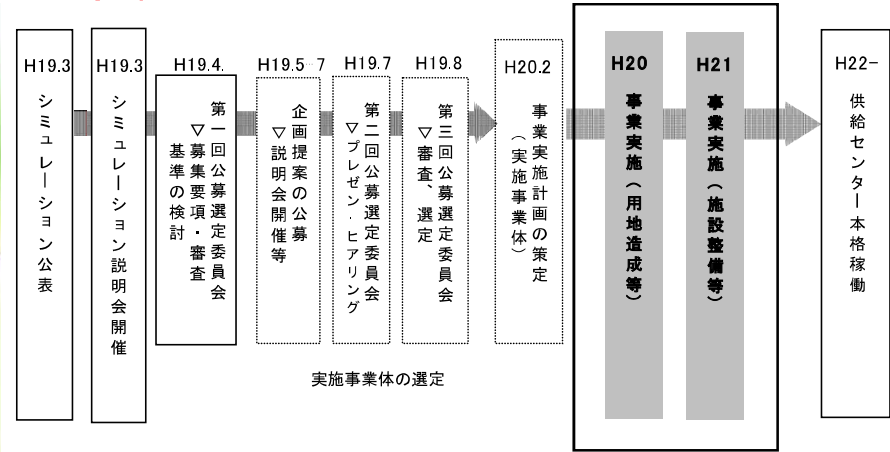 H19.3
シミュレーション公表
H19.3
シミュレーション説明会開催
H19.4.
第一回公募選定委員会
▽募集要項・審査
基準の検討
H19.5 7
企画提案の公募
▽説明会開催等
H19.7
第二回公募選定委員会
▽プレゼン・ヒアリング
H19.8
第三回公募選定委員会
▽審査、選定
H20.2
事業実施計画の策定
（実施事業体）
H20
事業実施（用地造成等）
H21
事業実施（施設整備等）
H22-
供給センター本格稼働
実施事業体の選定